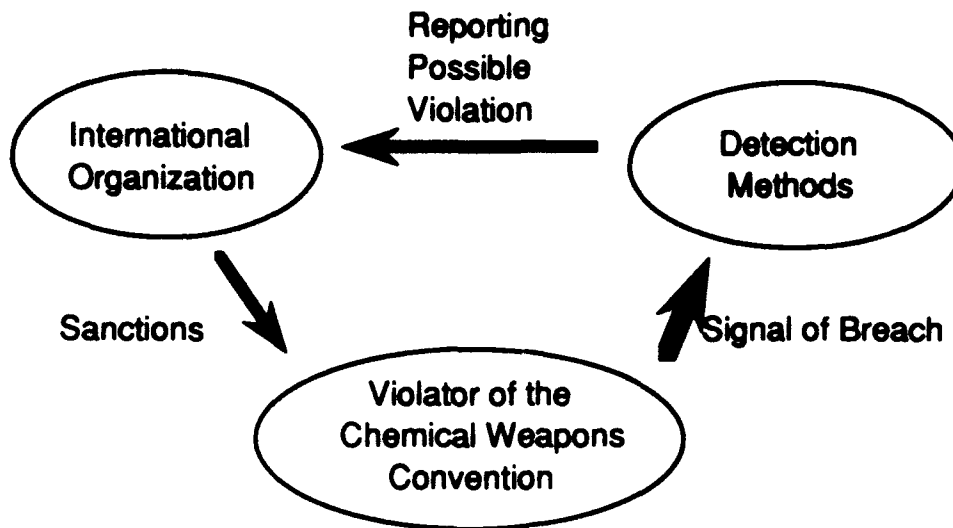 Reporting
Possible
Violation
International
Organization
Detection
Methods
Sanctions
Signal of Breach
Violator of the
Chemical Weapons
Convention